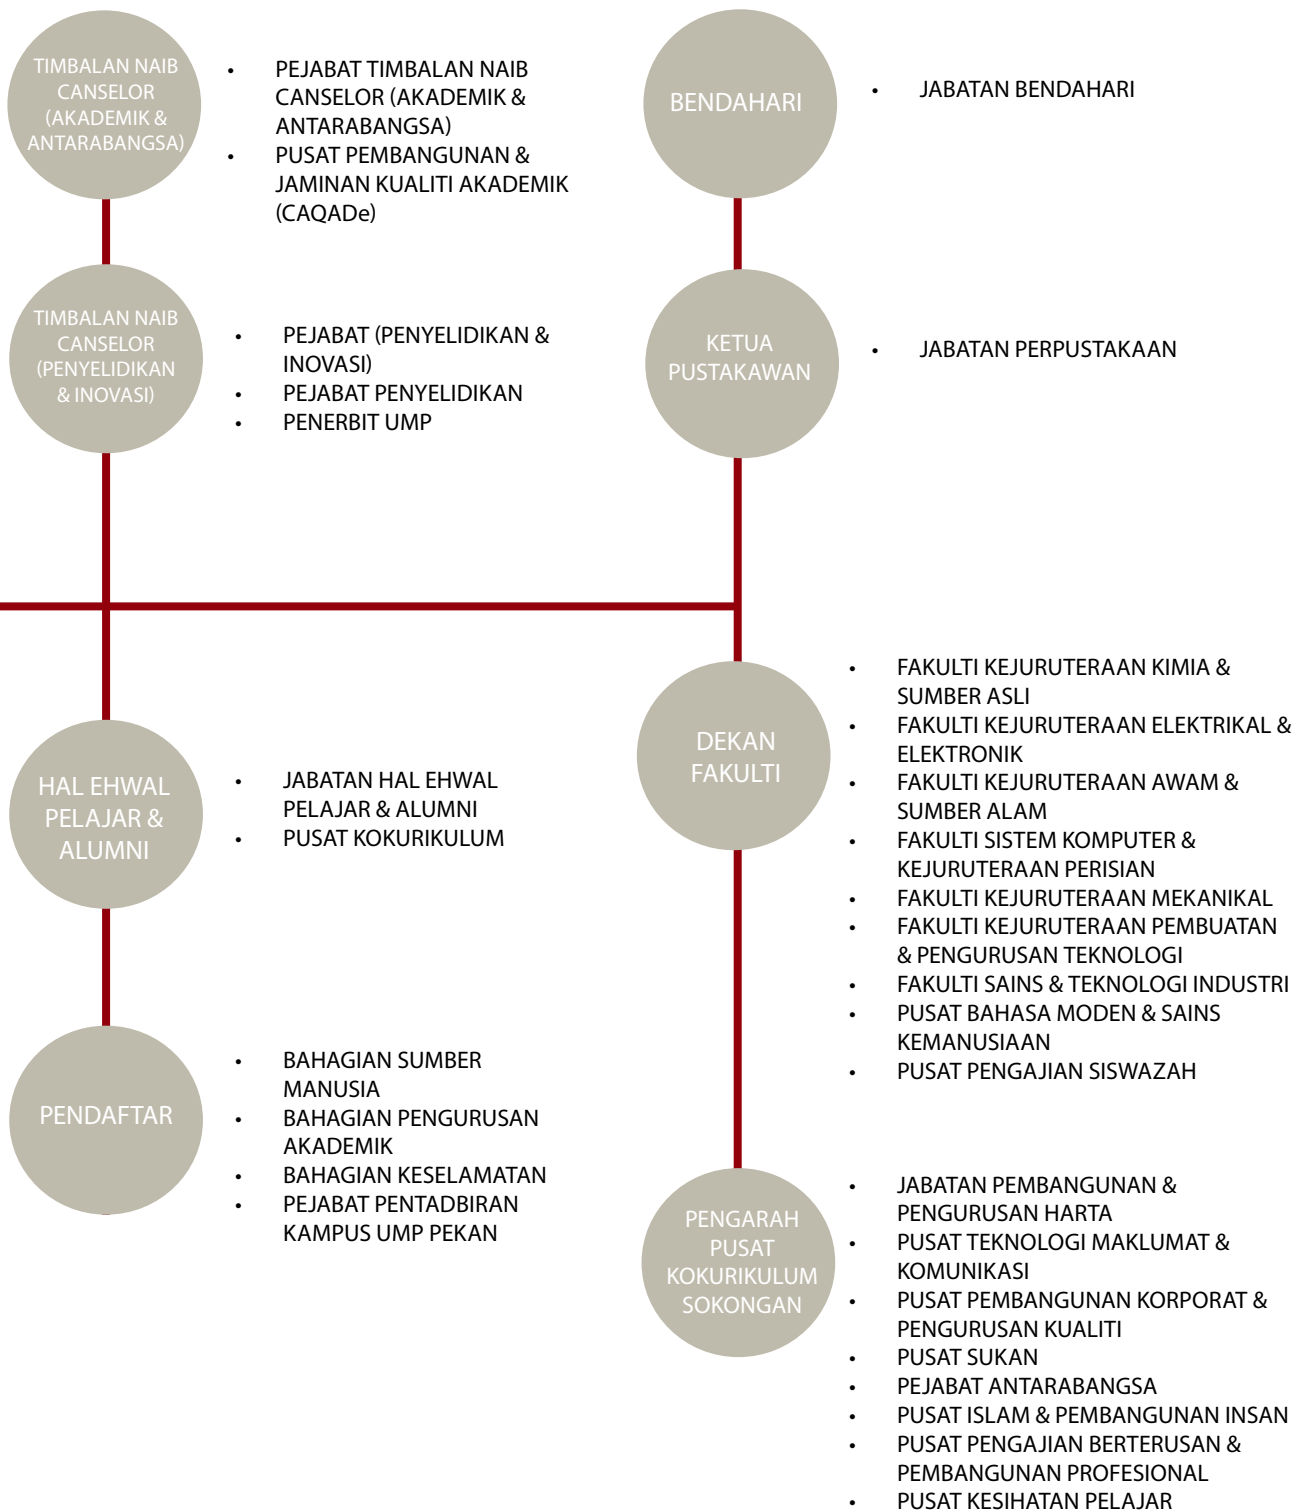 TIMBALAN NAIB
CANSELOR
(AKADEMIK &
ANTARABANGSA)
• PEJABAT TIMBALAN NAIB
CANSELOR (AKADEMIK &
ANTARABANGSA)
• PUSAT PEMBANGUNAN &
JAMINAN KUALITI AKADEMIK
(CAQADe)
TIMBALAN NAIB
CANSELOR
(PENYELIDIKAN
& INOVASI)
• PEJABAT (PENYELIDIKAN &
INOVASI)
• PEJABAT PENYELIDIKAN
• PENERBIT UMP
HAL EHWAL
PELAJAR &
ALUMNI
• JABATAN HAL EHWAL
PELAJAR & ALUMNI
• PUSAT KOKURIKULUM
PENDAFTAR
• BAHAGIAN SUMBER
MANUSIA
• BAHAGIAN PENGURUSAN
AKADEMIK
• BAHAGIAN KESELAMATAN
• PEJABAT PENTADBIRAN
KAMPUS UMP PEKAN
BENDAHARI
• JABATAN BENDAHARI
KETUA
PUSTAKAWAN
• JABATAN PERPUSTAKAAN
DEKAN
FAKULTI
• FAKULTI KEJURUTERAAN KIMIA &
SUMBER ASLI
• FAKULTI KEJURUTERAAN ELEKTRIKAL &
ELEKTRONIK
• FAKULTI KEJURUTERAAN AWAM &
SUMBER ALAM
• FAKULTI SISTEM KOMPUTER &
KEJURUTERAAN PERISIAN
• FAKULTI KEJURUTERAAN MEKANIKAL
• FAKULTI KEJURUTERAAN PEMBUATAN
& PENGURUSAN TEKNOLOGI
• FAKULTI SAINS & TEKNOLOGI INDUSTRI
• PUSAT BAHASA MODEN & SAINS
KEMANUSIAAN
• PUSAT PENGAJIAN SISWAZAH
PENGARAH
PUSAT
KOKURIKULUM
SOKONGAN
• JABATAN PEMBANGUNAN &
PENGURUSAN HARTA
• PUSAT TEKNOLOGI MAKLUMAT &
KOMUNIKASI
• PUSAT PEMBANGUNAN KORPORAT &
PENGURUSAN KUALITI
• PUSAT SUKAN
• PEJABAT ANTARABANGSA
• PUSAT ISLAM & PEMBANGUNAN INSAN
• PUSAT PENGAJIAN BERTERUSAN &
PEMBANGUNAN PROFESIONAL
• PUSAT KESIHATAN PELAJAR